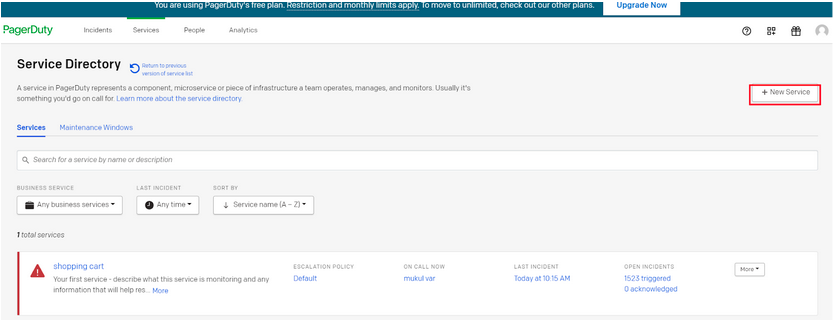 You are using PagerDuty's free plan. Restriction and monthly limits apply. To move to unlimited, check out our other plans. Upgrade Now
PagerDuty Incidents Services People Analytics
Service Directory Return to previous
version of service list
A service in PagerDuty represents a component, microservice or piece of infrastructure a team operates, manages, and monitors. Usually it's
something you'd go on call for. Learn more about the service directory.
+ New Service
Services Maintenance Windows
Search for a service by name or description
BUSINESS SERVICE LAST INCIDENT SORT BY
Any business services Any time ↓ Service name (A – Z)
1 total services
shopping cart ESCALATION POLICY ON CALL NOW LAST INCIDENT OPEN INCIDENTS More
Your first service - describe what this service is monitoring and any Default mukul var Today at 10:15 AM 1523 triggered
information that will help res... More 0 acknowledged